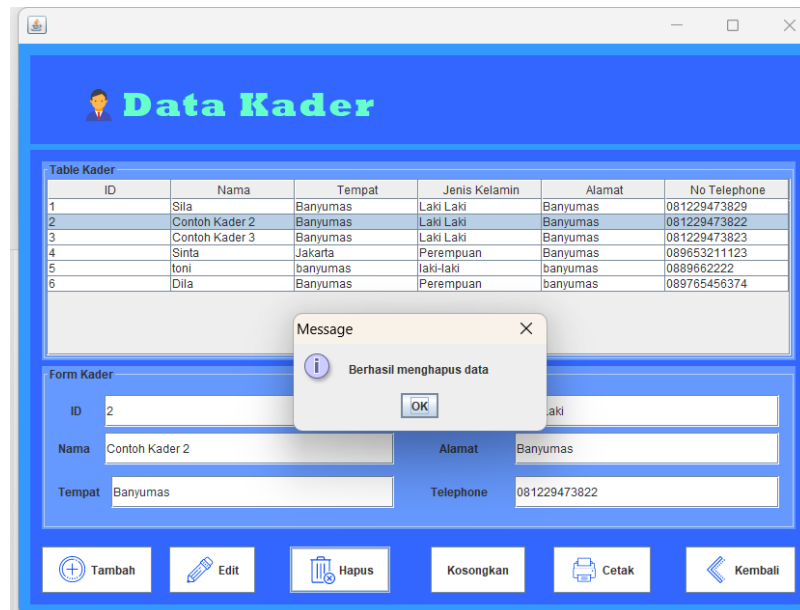 Data Kader
Table Kader
ID Nama Tempat Jenis Kelamin Alamat No Telephone
1 Sila Banyumas Laki Laki Banyumas 081229473829
2 Contoh Kader 2 Banyumas Laki Laki Banyumas 081229473822
3 Contoh Kader 3 Banyumas Laki Laki Banyumas 081229473823
4 Sinta Jakarta Perempuan Banyumas 089653211123
5 toni banyumas laki-laki banyumas 0889662222
6 Dila Banyumas Perempuan banyumas 089765456374
Message
Berhasil menghapus data
OK
Form Kader
ID 2
Nama Contoh Kader 2 Alamat Banyumas
Tempat Banyumas Telephone 081229473822
Tambah Edit Hapus Kosongkan Cetak Kembali